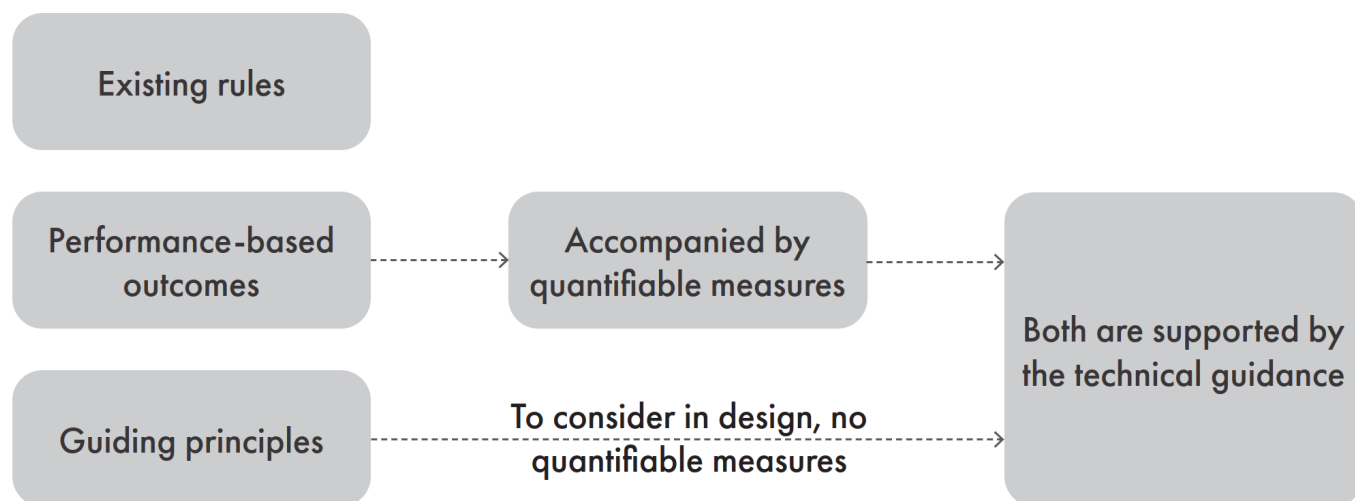 Existing rules
Performance-based
outcomes
Accompanied by
quantifiable measures
Both are supported by
the technical guidance
Guiding principles
To consider in design, no
quantifiable measures